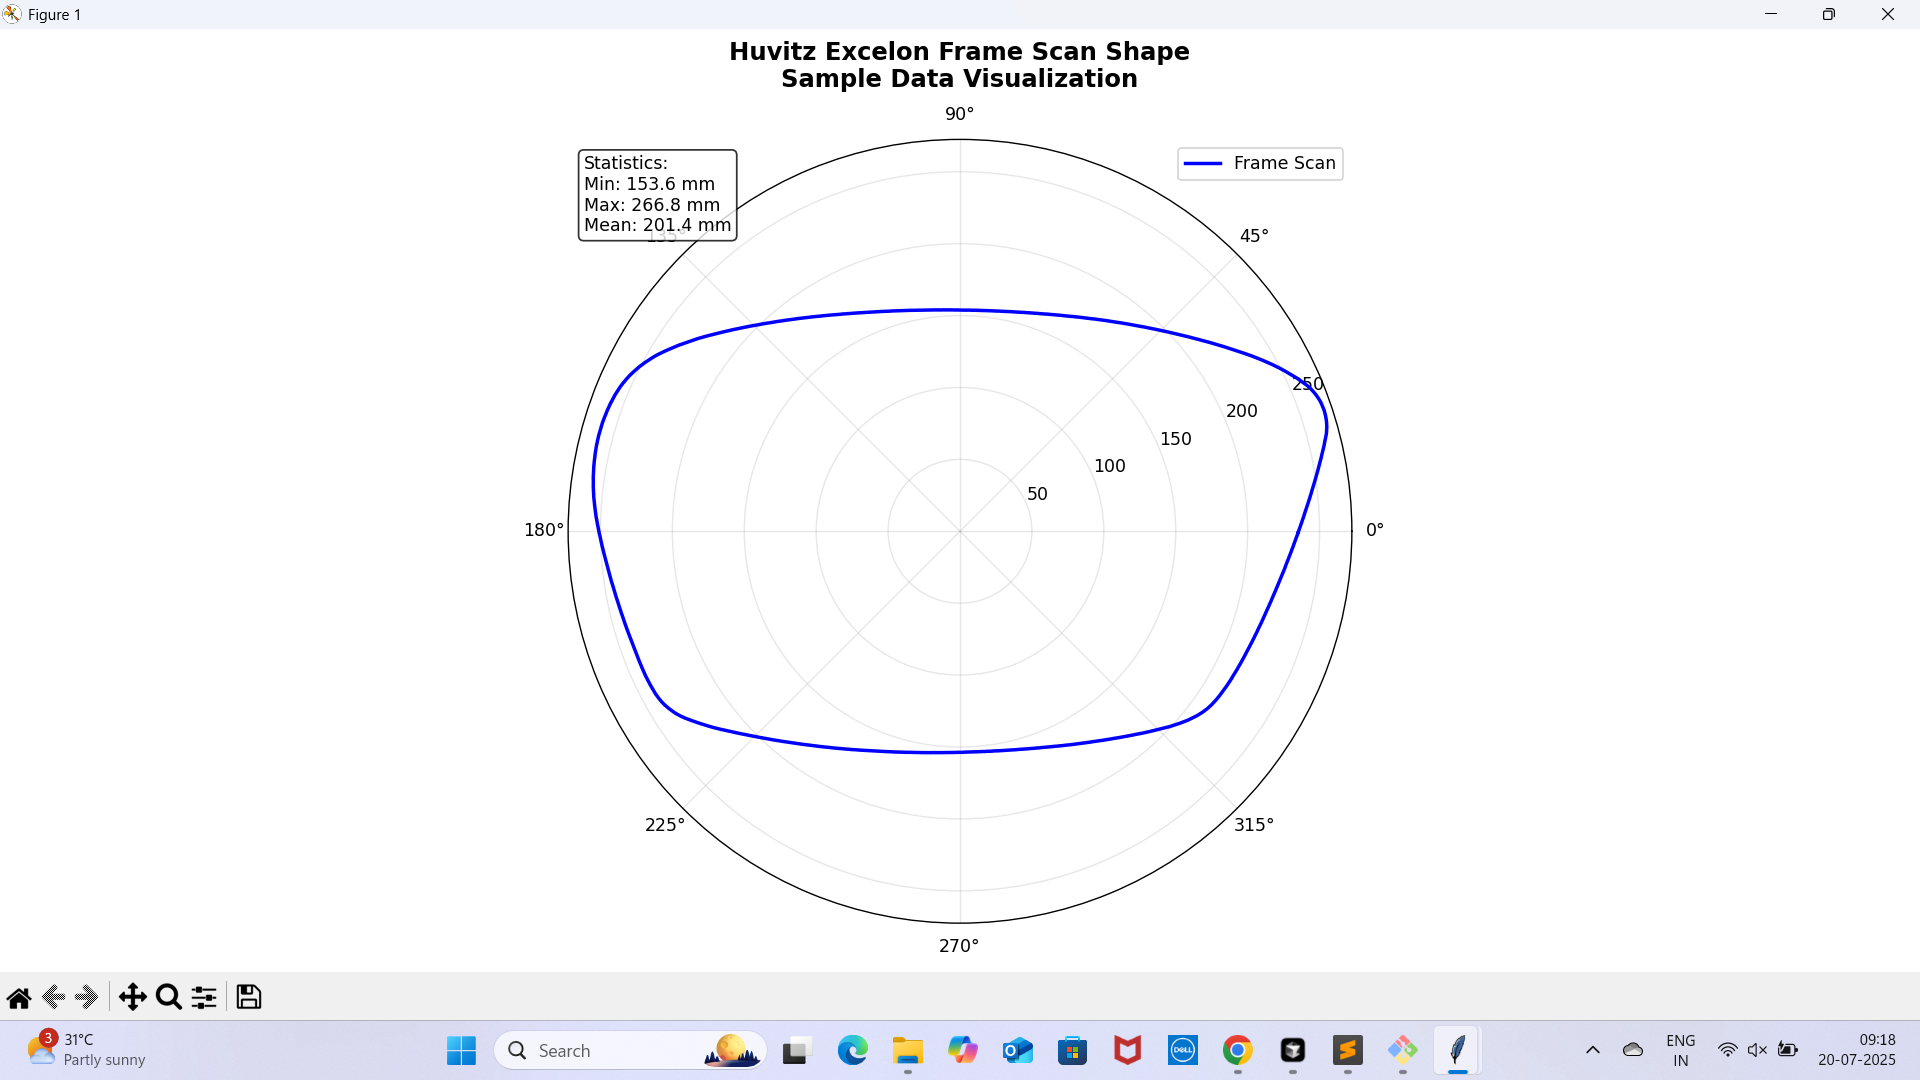 Figure 1
Huvitz Excelon Frame Scan Shape
Sample Data Visualization
90°
Statistics:
Min: 153.6 mm
Max: 266.8 mm
Mean: 201.4 mm
Frame Scan
135°
45°
250
200
150
100
50
180°
0°
225°
315°
270°
3
31°C
Partly sunny
Search
DELL
ENG
IN
09:18
20-07-2025